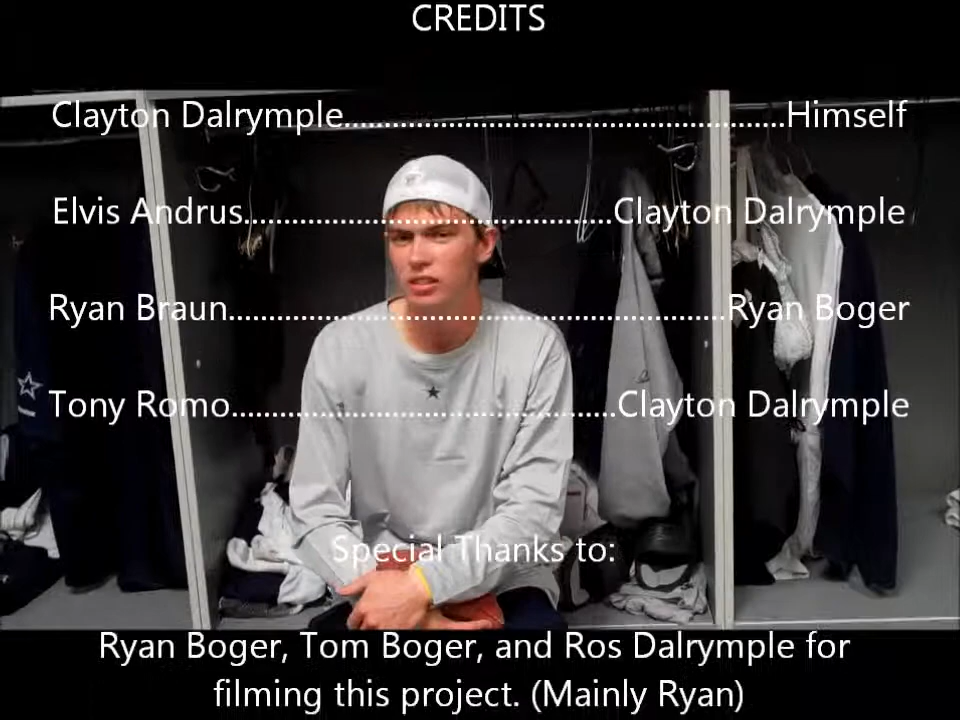 CREDITS
Clayton Dalrymple.......................................................Himself
Elvis Andrus..............................................Clayton Dalrymple
Ryan Braun..............................................................Ryan Boger
Tony Romo................................................Clayton Dalrymple
Special Thanks to:
Ryan Boger, Tom Boger, and Ros Dalrymple for
filming this project. (Mainly Ryan)